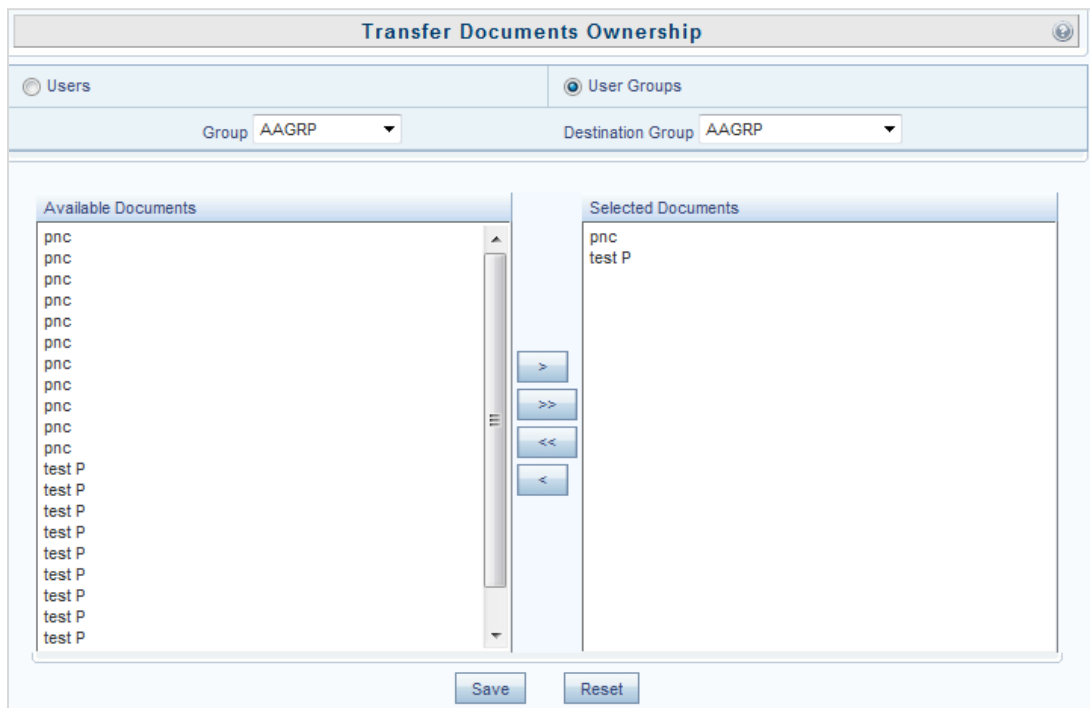 Transfer Documents Ownership ?
Users User Groups
Group AAGRP Destination Group AAGRP
Available Documents Selected Documents
pnc pnc
pnc test P
pnc
pnc
pnc
pnc
pnc
pnc
pnc
pnc
pnc
test P
test P
test P
test P
test P
test P
test P
test P
test P
>
>>
<<
<
Save Reset